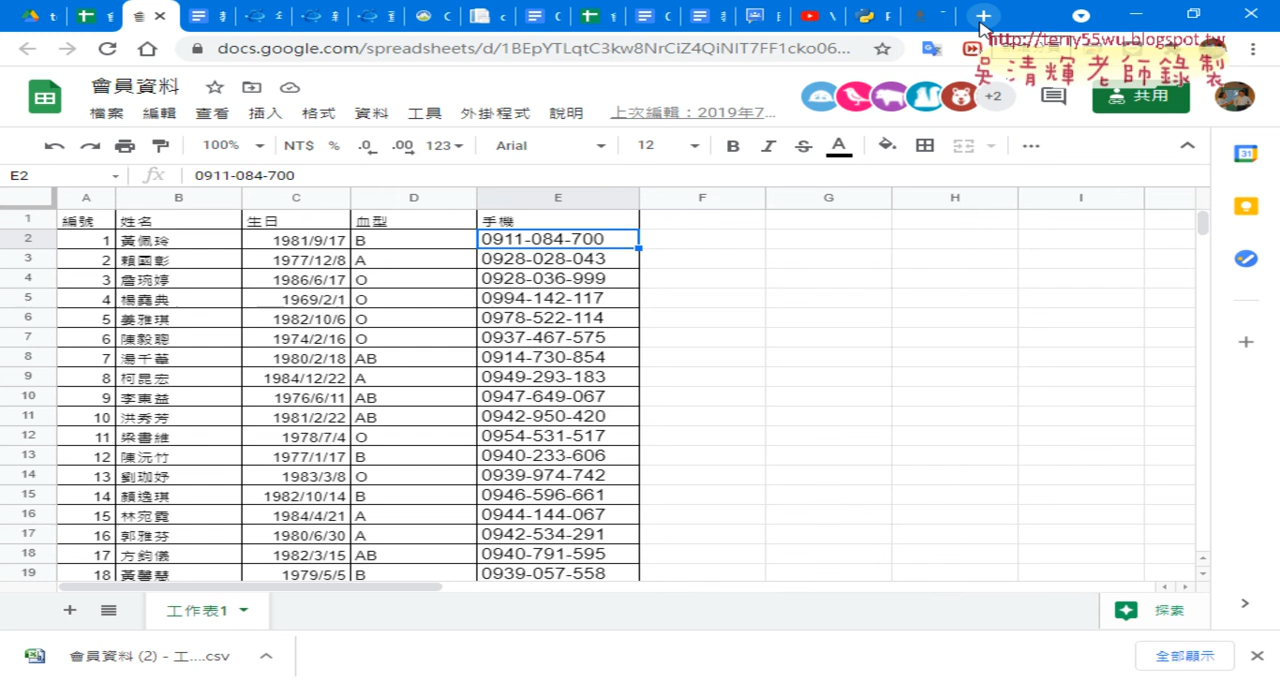 docs.google.com/spreadsheets/d/1BEpYTLqtC3kw8NrCiZ4QiNIT7FF1cko06...
http://terry55wu.blogspot.tw
吳清輝老師錄製
會員資料
檔案 編輯 查看 插入 格式 資料 工具 外掛程式 說明 上次編輯：2019年7...
+2
共用
100% NT$ % .0 .00 123 Arial 12 B I S A
E2 fx 0911-084-700
A B C D E F G H I
1 編號 姓名 生日 血型 手機
2 1 黃佩玲 1981/9/17 B 0911-084-700
3 2 賴國彰 1977/12/8 A 0928-028-043
4 3 詹琬婷 1986/6/17 O 0928-036-999
5 4 楊堯典 1969/2/1 O 0994-142-117
6 5 姜雅琪 1982/10/6 O 0978-522-114
7 6 陳毅聰 1974/2/16 O 0937-467-575
8 7 湯千華 1980/2/18 AB 0914-730-854
9 8 柯昆宏 1984/12/22 A 0949-293-183
10 9 李東益 1976/6/11 AB 0947-649-067
11 10 洪秀芳 1981/2/22 AB 0942-950-420
12 11 梁書維 1978/7/4 O 0954-531-517
13 12 陳沅竹 1977/1/17 B 0940-233-606
14 13 劉珈妤 1983/3/8 O 0939-974-742
15 14 顏逸琪 1982/10/14 B 0946-596-661
16 15 林宛霓 1984/4/21 A 0944-144-067
17 16 郭雅芬 1980/6/30 A 0942-534-291
18 17 方鈞儀 1982/3/15 AB 0940-791-595
19 18 黃馨慧 1979/5/5 B 0939-057-558
工作表1
探索
會員資料 (2) - 工....csv
全部顯示